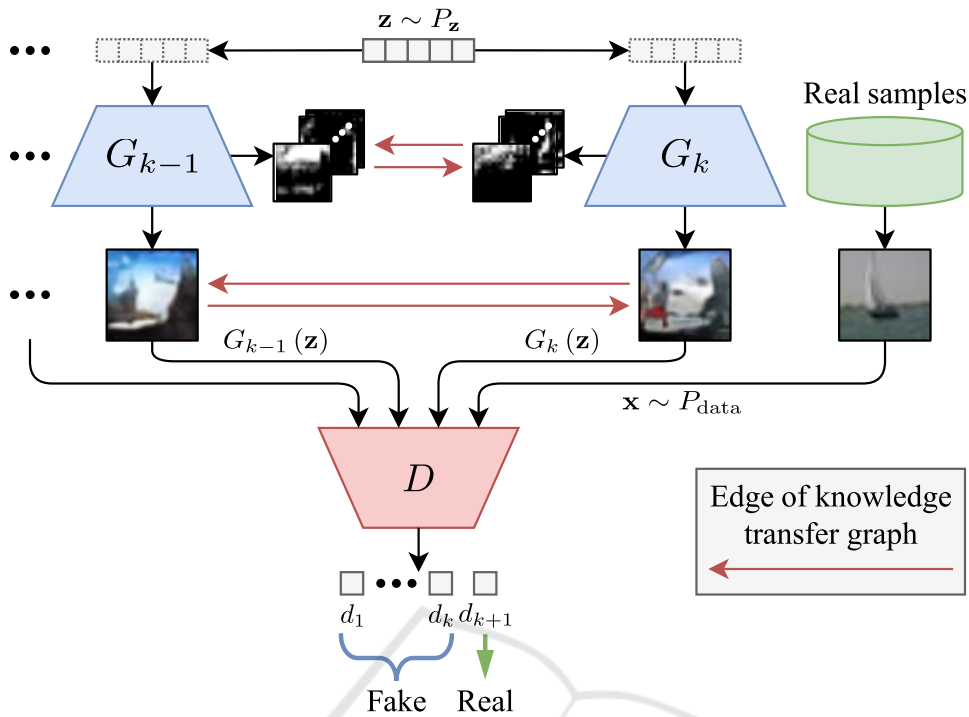 z ∼ P_z
Real samples
G_{k−1}
G_k
G_{k−1} (z)
G_k (z)
x ∼ P_data
D
Edge of knowledge
transfer graph
d_1 d_k d_{k+1}
Fake Real